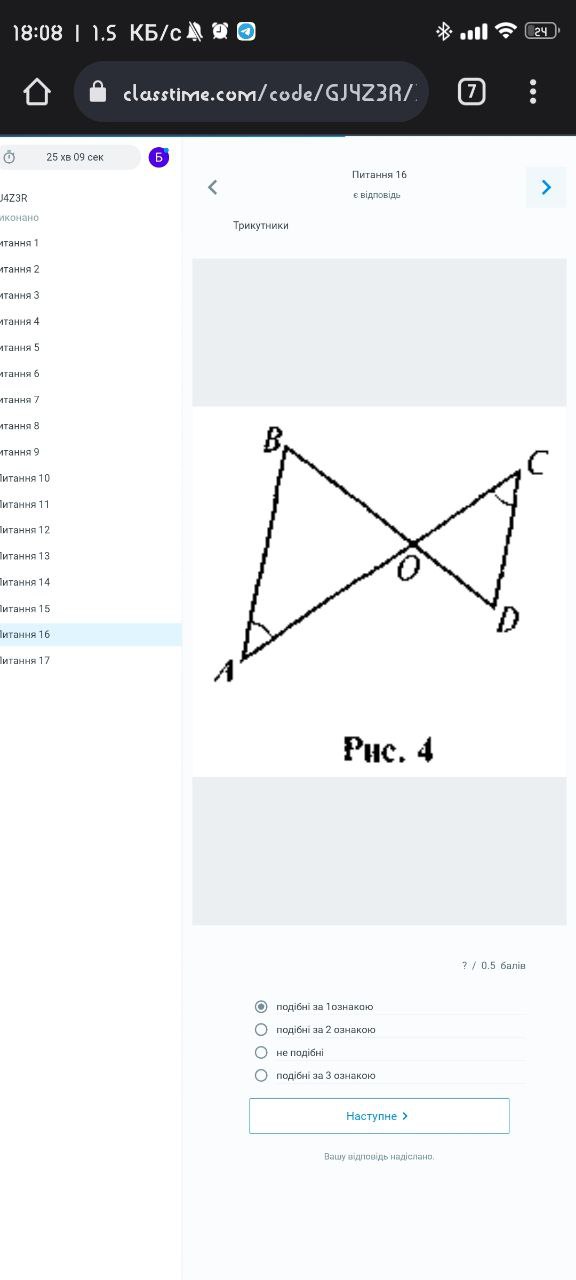 18:08 | 1.5 КБ/с 24
classtime.com/code/GJ4Z3R/ 7
25 хв 09 сек Б
J4Z3R
иконано
итання 1
итання 2
итання 3
итання 4
итання 5
итання 6
итання 7
итання 8
итання 9
Питання 10
Питання 11
Питання 12
Питання 13
Питання 14
Питання 15
Питання 16
Питання 17
Питання 16
є відповідь
Трикутники
B
C
O
D
A
Рис. 4
? / 0.5 балів
подібні за 1ознакою
подібні за 2 ознакою
не подібні
подібні за 3 ознакою
Наступне
Вашу відповідь надіслано.